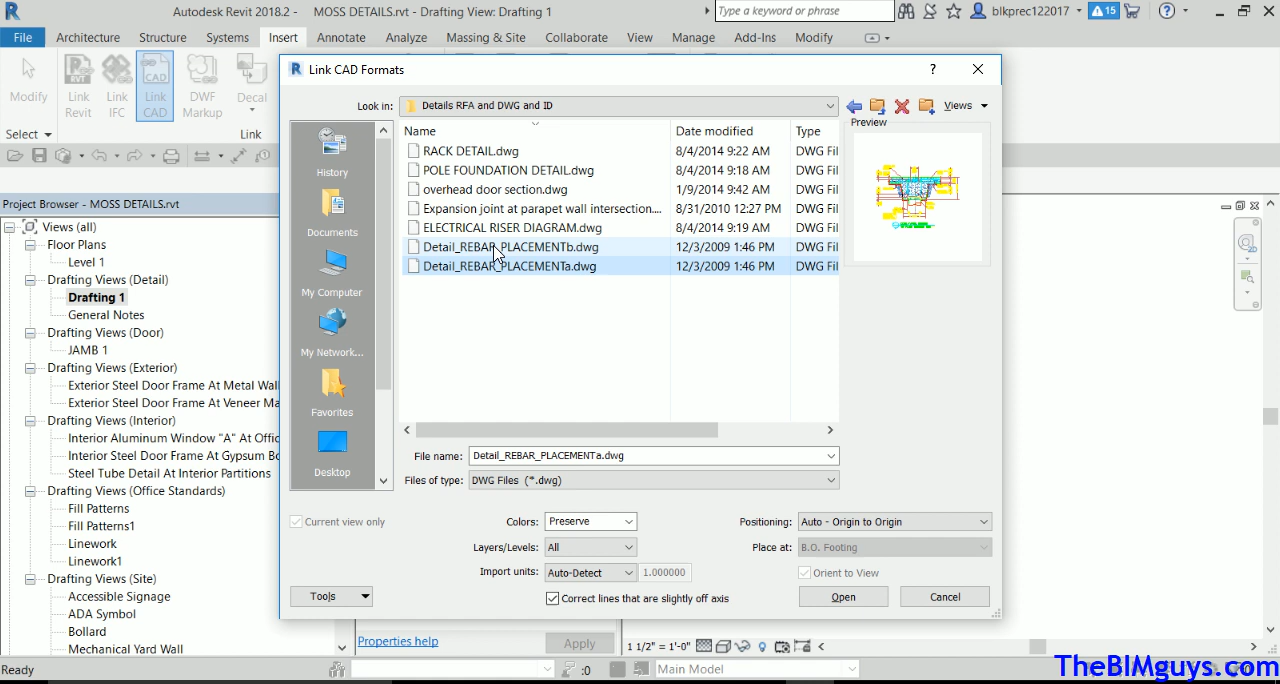 Autodesk Revit 2018.2 - MOSS DETAILS.rvt - Drafting View: Drafting 1
Type a keyword or phrase
blkprec122017
15
File Architecture Structure Systems Insert Annotate Analyze Massing & Site Collaborate View Manage Add-Ins Modify
Modify
Link Revit
Link IFC
Link CAD
DWF Markup
Decal
Select
Link
Project Browser - MOSS DETAILS.rvt
Views (all)
Floor Plans
Level 1
Drafting Views (Detail)
Drafting 1
General Notes
Drafting Views (Door)
JAMB 1
Drafting Views (Exterior)
Exterior Steel Door Frame At Metal Wal
Exterior Steel Door Frame At Veneer Ma
Drafting Views (Interior)
Interior Aluminum Window "A" At Offic
Interior Steel Door Frame At Gypsum Bo
Steel Tube Detail At Interior Partitions
Drafting Views (Office Standards)
Fill Patterns
Fill Patterns1
Linework
Linework1
Drafting Views (Site)
Accessible Signage
ADA Symbol
Bollard
Mechanical Yard Wall
Link CAD Formats
Look in: Details RFA and DWG and ID
Views
History
Documents
My Computer
My Network...
Favorites
Desktop
Name Date modified Type
RACK DETAIL.dwg 8/4/2014 9:22 AM DWG Fil
POLE FOUNDATION DETAIL.dwg 8/4/2014 9:18 AM DWG Fil
overhead door section.dwg 1/9/2014 9:42 AM DWG Fil
Expansion joint at parapet wall intersection.... 8/31/2010 12:27 PM DWG Fil
ELECTRICAL RISER DIAGRAM.dwg 8/4/2014 9:19 AM DWG Fil
Detail_REBAR_PLACEMENTb.dwg 12/3/2009 1:46 PM DWG Fil
Detail_REBAR_PLACEMENTa.dwg 12/3/2009 1:46 PM DWG Fil
Preview
File name: Detail_REBAR_PLACEMENTa.dwg
Files of type: DWG Files (*.dwg)
Current view only
Colors: Preserve
Layers/Levels: All
Import units: Auto-Detect 1.000000
Correct lines that are slightly off axis
Positioning: Auto - Origin to Origin
Place at: B.O. Footing
Orient to View
Tools
Open
Cancel
Properties help
Apply
1 1/2" = 1'-0"
Ready
:0
Main Model
TheBIMguys.com